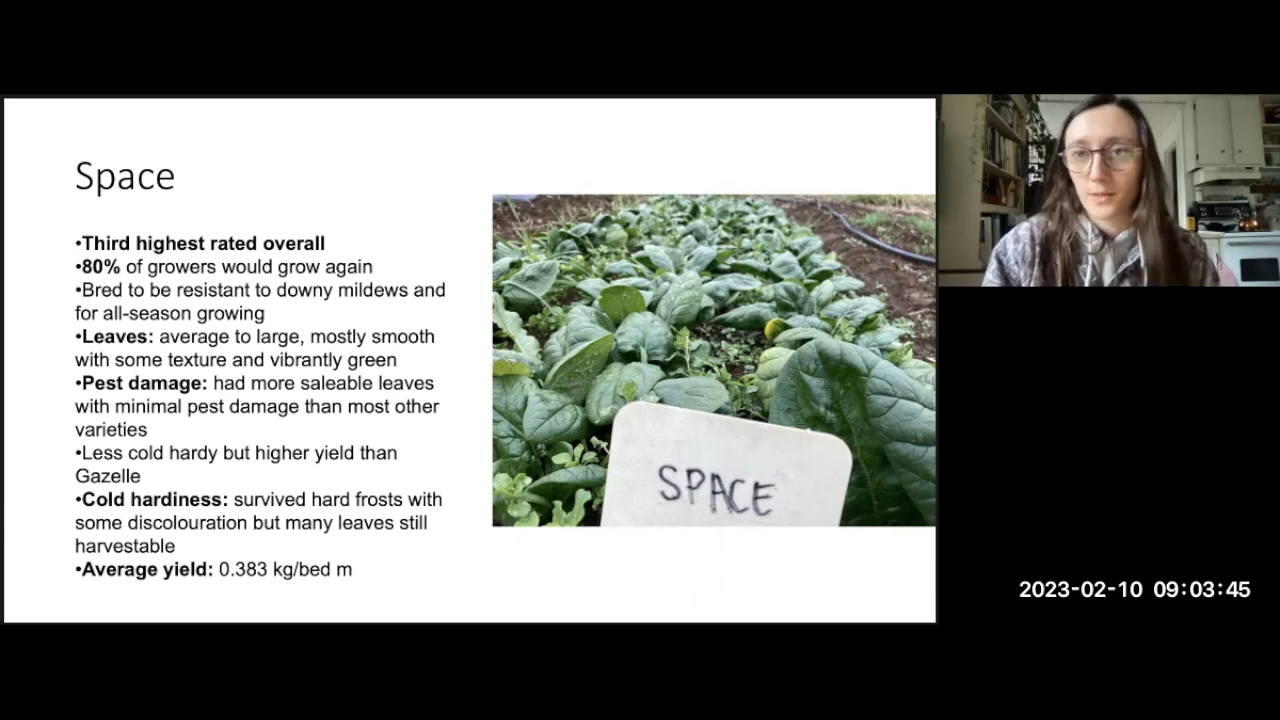 Space
•Third highest rated overall
•80% of growers would grow again
•Bred to be resistant to downy mildews and
for all-season growing
•Leaves: average to large, mostly smooth
with some texture and vibrantly green
•Pest damage: had more saleable leaves
with minimal pest damage than most other
varieties
•Less cold hardy but higher yield than
Gazelle
•Cold hardiness: survived hard frosts with
some discolouration but many leaves still
harvestable
•Average yield: 0.383 kg/bed m
SPACE
2023-02-10 09:03:45